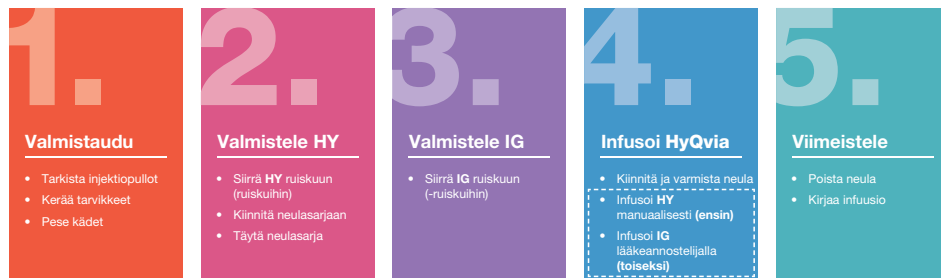 1.
Valmistaudu
• Tarkista injektiopullot
• Kerää tarvikkeet
• Pese kädet
2.
Valmistele HY
• Siirrä HY ruiskuun
(ruiskuihin)
• Kiinnitä neulasarjaan
• Täytä neulasarja
3.
Valmistele IG
• Siirrä IG ruiskuun
(-ruiskuihin)
4.
Infusoi HyQvia
• Kiinnitä ja varmista neula
• Infusoi HY
manuaalisesti (ensin)
• Infusoi IG
lääkeannostelijalla
(toiseksi)
5.
Viimeistele
• Poista neula
• Kirjaa infuusio